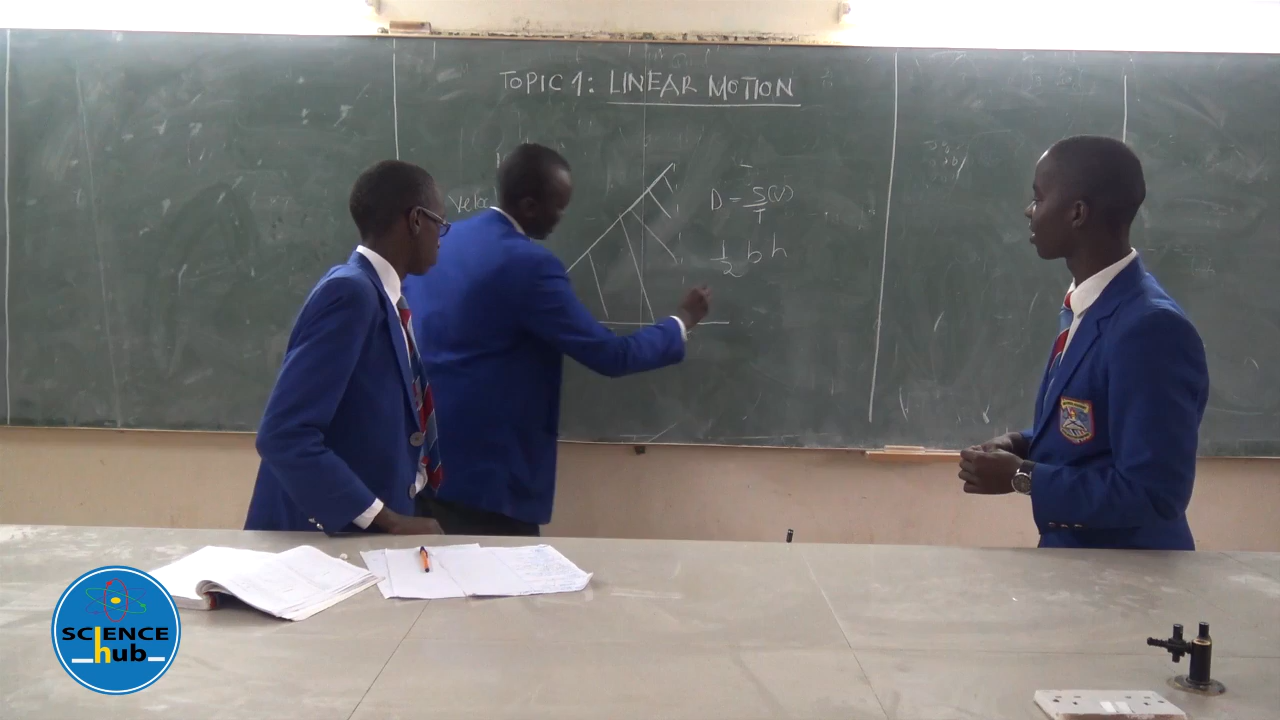 TOPIC 1: LINEAR MOTION
D = S(V)
T
1/2 b h
SCIENCE
hub